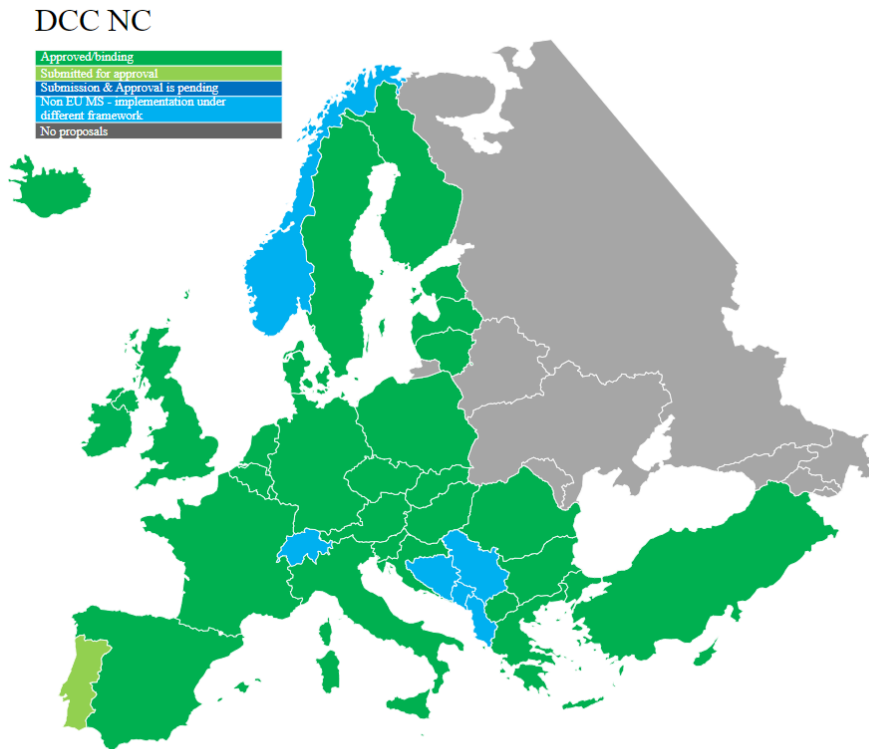 DCC NC
Approved/binding
Submitted for approval
Submission & Approval is pending
Non EU MS - implementation under
different framework
No proposals